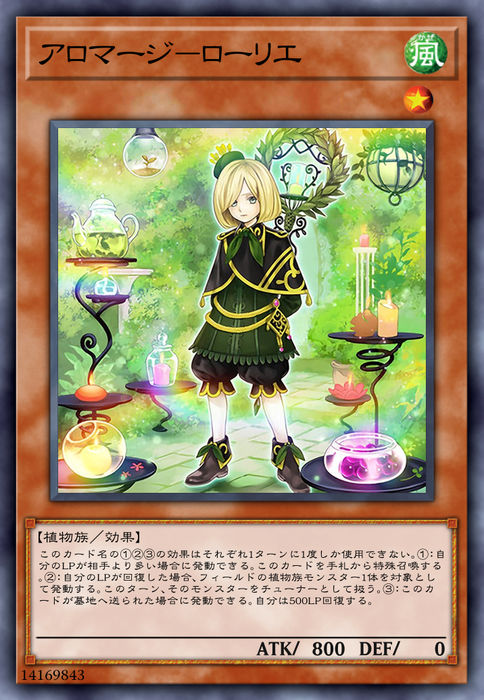 アロマージ－ローリエ
かぜ
風
【植物族／効果】
このカード名の①②③の効果はそれぞれ1ターンに1度しか使用できない。①：自
分のLPが相手より多い場合に発動できる。このカードを手札から特殊召喚す
る。②：自分のLPが回復した場合、フィールドの植物族モンスター1体を対象とし
て発動する。このターン、そのモンスターをチューナーとして扱う。③：このカ
ードが墓地へ送られた場合に発動できる。自分は500LP回復する。
ATK/ 800 DEF/ 0
14169843